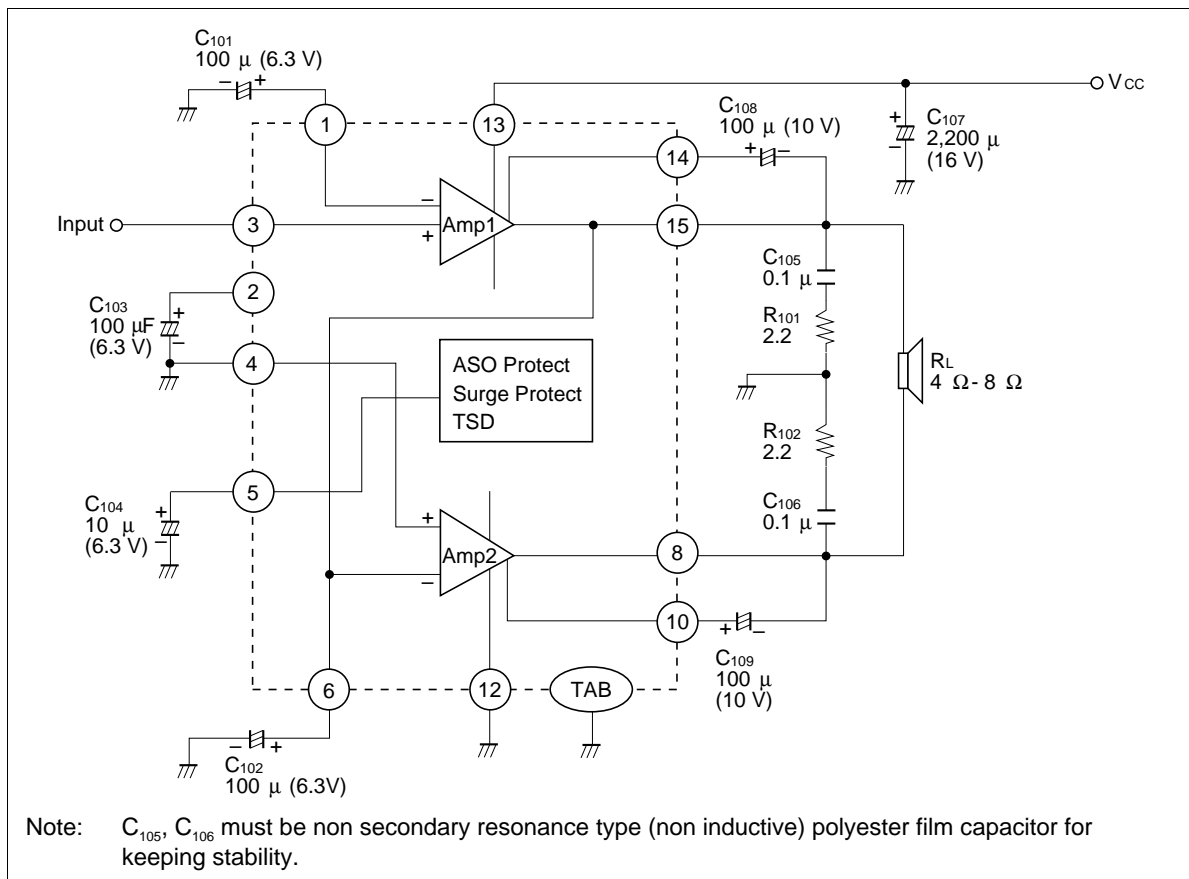 C101
100 μ (6.3 V)
− +
VCC
1
13
C108
100 μ (10 V)
+ −
+
−
C107
2,200 μ
(16 V)
14
−
Amp1
+
Input
3
15
C105
0.1 μ
2
C103
100 μF
(6.3 V)
+
−
R101
2.2
4
ASO Protect
Surge Protect
TSD
RL
4 Ω- 8 Ω
R102
2.2
5
C104
10 μ
(6.3 V)
+
−
C106
0.1 μ
+
Amp2
−
8
10
+ −
C109
100 μ
(10 V)
6
12
TAB
− +
C102
100 μ (6.3V)
Note: C105, C106 must be non secondary resonance type (non inductive) polyester film capacitor for
keeping stability.